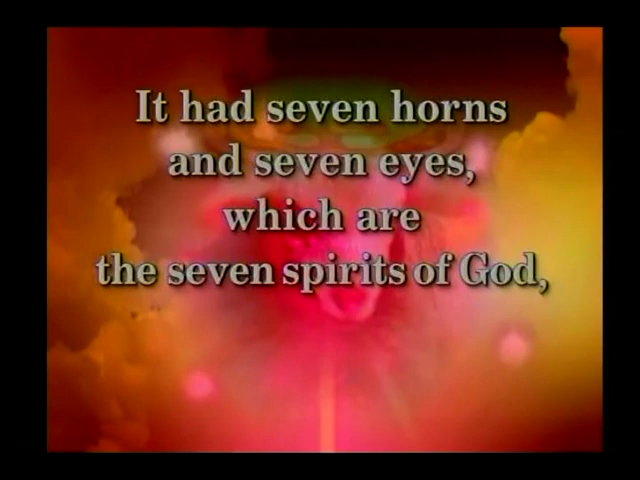 It had seven horns
and seven eyes,
which are
the seven spirits of God,